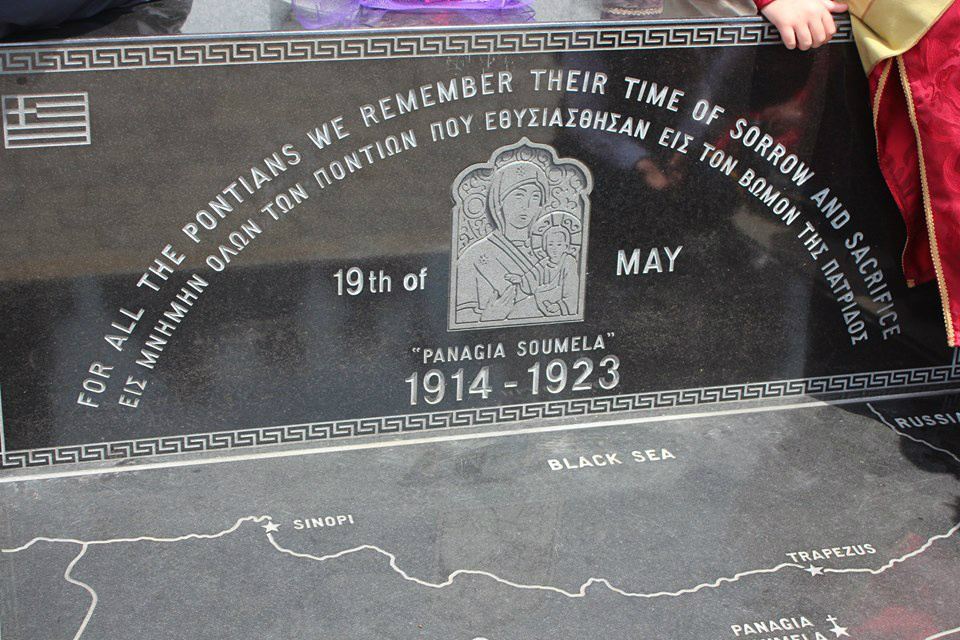 FOR ALL THE PONTIANS WE REMEMBER THEIR TIME OF SORROW AND SACRIFICE
ΕΙΣ ΜΝΗΜΗΝ ΟΛΩΝ ΤΩΝ ΠΟΝΤΙΩΝ ΠΟΥ ΕΘΥΣΙΑΣΘΗΣΑΝ ΕΙΣ ΤΟΝ ΒΩΜΟΝ ΤΗΣ ΠΑΤΡΙΔΟΣ
19th of MAY
"PANAGIA SOUMELA"
1914 - 1923
RUSSIA
BLACK SEA
SINOPI
TRAPEZUS
PANAGIA